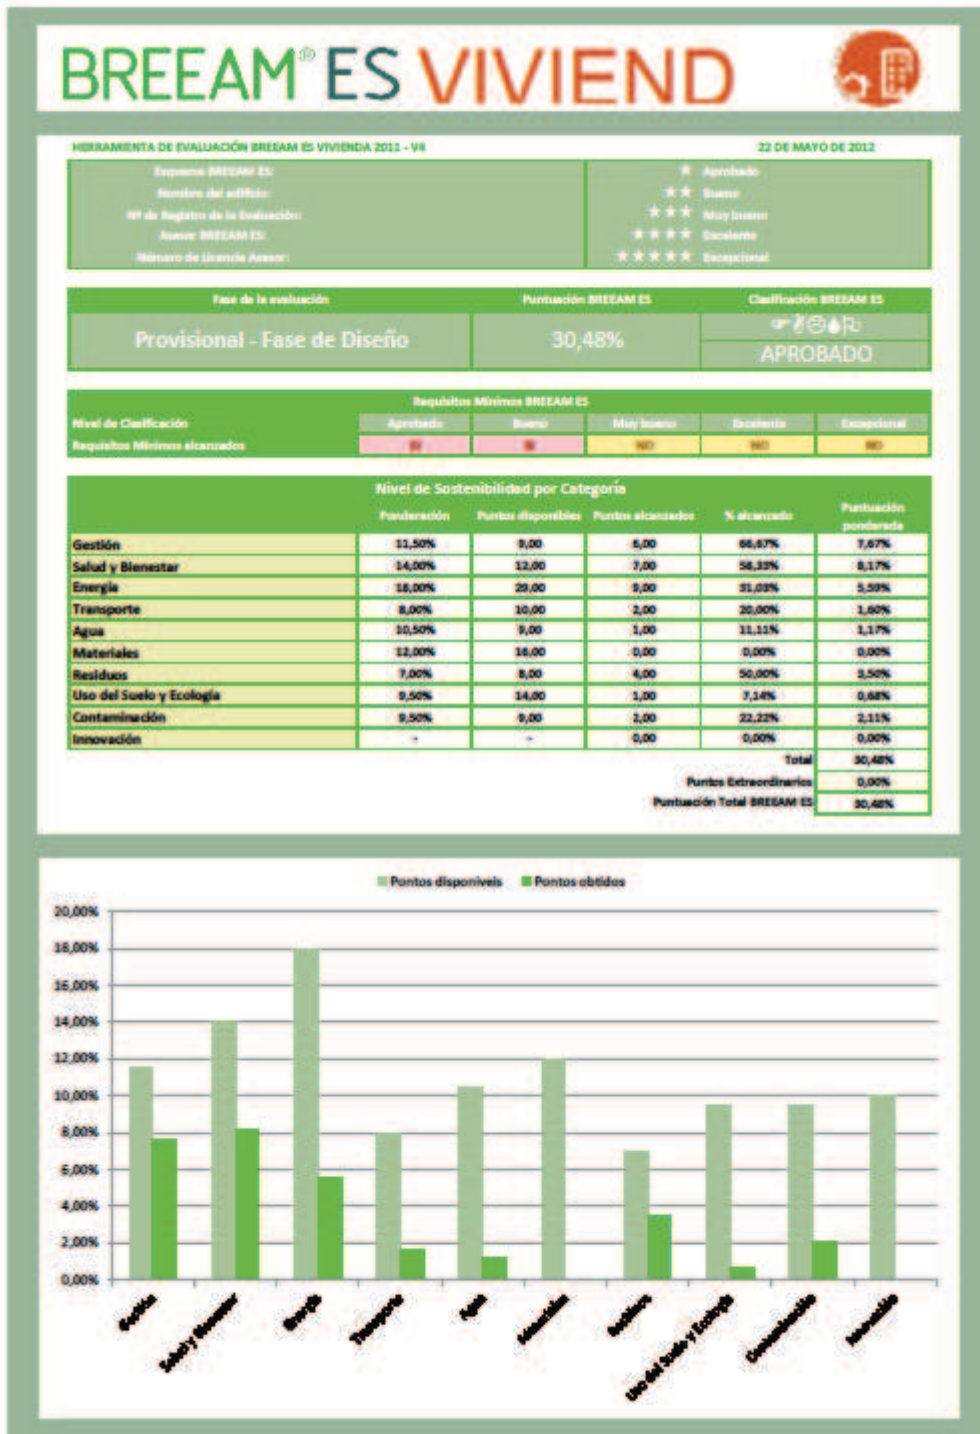 BREEAM® ES VIVIEND
HERRAMIENTA DE EVALUACIÓN BREEAM ES VIVIENDA 2011 - V4 22 DE MAYO DE 2012
Esquema BREEAM ES: ★ Aprobado
Nombre del edificio: ★★ Bueno
Nº de Registro de la Evaluación: ★★★ Muy bueno
Asesor BREEAM ES: ★★★★ Excelente
Número de Licencia Asesor: ★★★★★ Excepcional
Fase de la evaluación Puntuación BREEAM ES Clasificación BREEAM ES
Provisional - Fase de Diseño 30,48% APROBADO
Requisitos Mínimos BREEAM ES
Nivel de Clasificación Aprobado Bueno Muy bueno Excelente Excepcional
Requisitos Mínimos alcanzados SI SI NO NO NO
Nivel de Sostenibilidad por Categoría
Ponderación Puntos disponibles Puntos alcanzados % alcanzado Puntuación ponderada
Gestión 11,50% 9,00 6,00 66,67% 7,67%
Salud y Bienestar 14,00% 12,00 7,00 58,33% 8,17%
Energía 18,00% 29,00 9,00 31,03% 5,59%
Transporte 8,00% 10,00 2,00 20,00% 1,60%
Agua 10,50% 9,00 1,00 11,11% 1,17%
Materiales 12,00% 16,00 0,00 0,00% 0,00%
Residuos 7,00% 8,00 4,00 50,00% 3,50%
Uso del Suelo y Ecología 9,50% 14,00 1,00 7,14% 0,68%
Contaminación 9,50% 9,00 2,00 22,22% 2,11%
Innovación - - 0,00 0,00% 0,00%
Total 30,48%
Puntos Extraordinarios 0,00%
Puntuación Total BREEAM ES 30,48%
Pontos disponiveis Pontos obtidos
20,00%
18,00%
16,00%
14,00%
12,00%
10,00%
8,00%
6,00%
4,00%
2,00%
0,00%
Gestión Salud y Bienestar Energía Transporte Agua Materiales Residuos Uso del Suelo y Ecología Contaminación Innovación